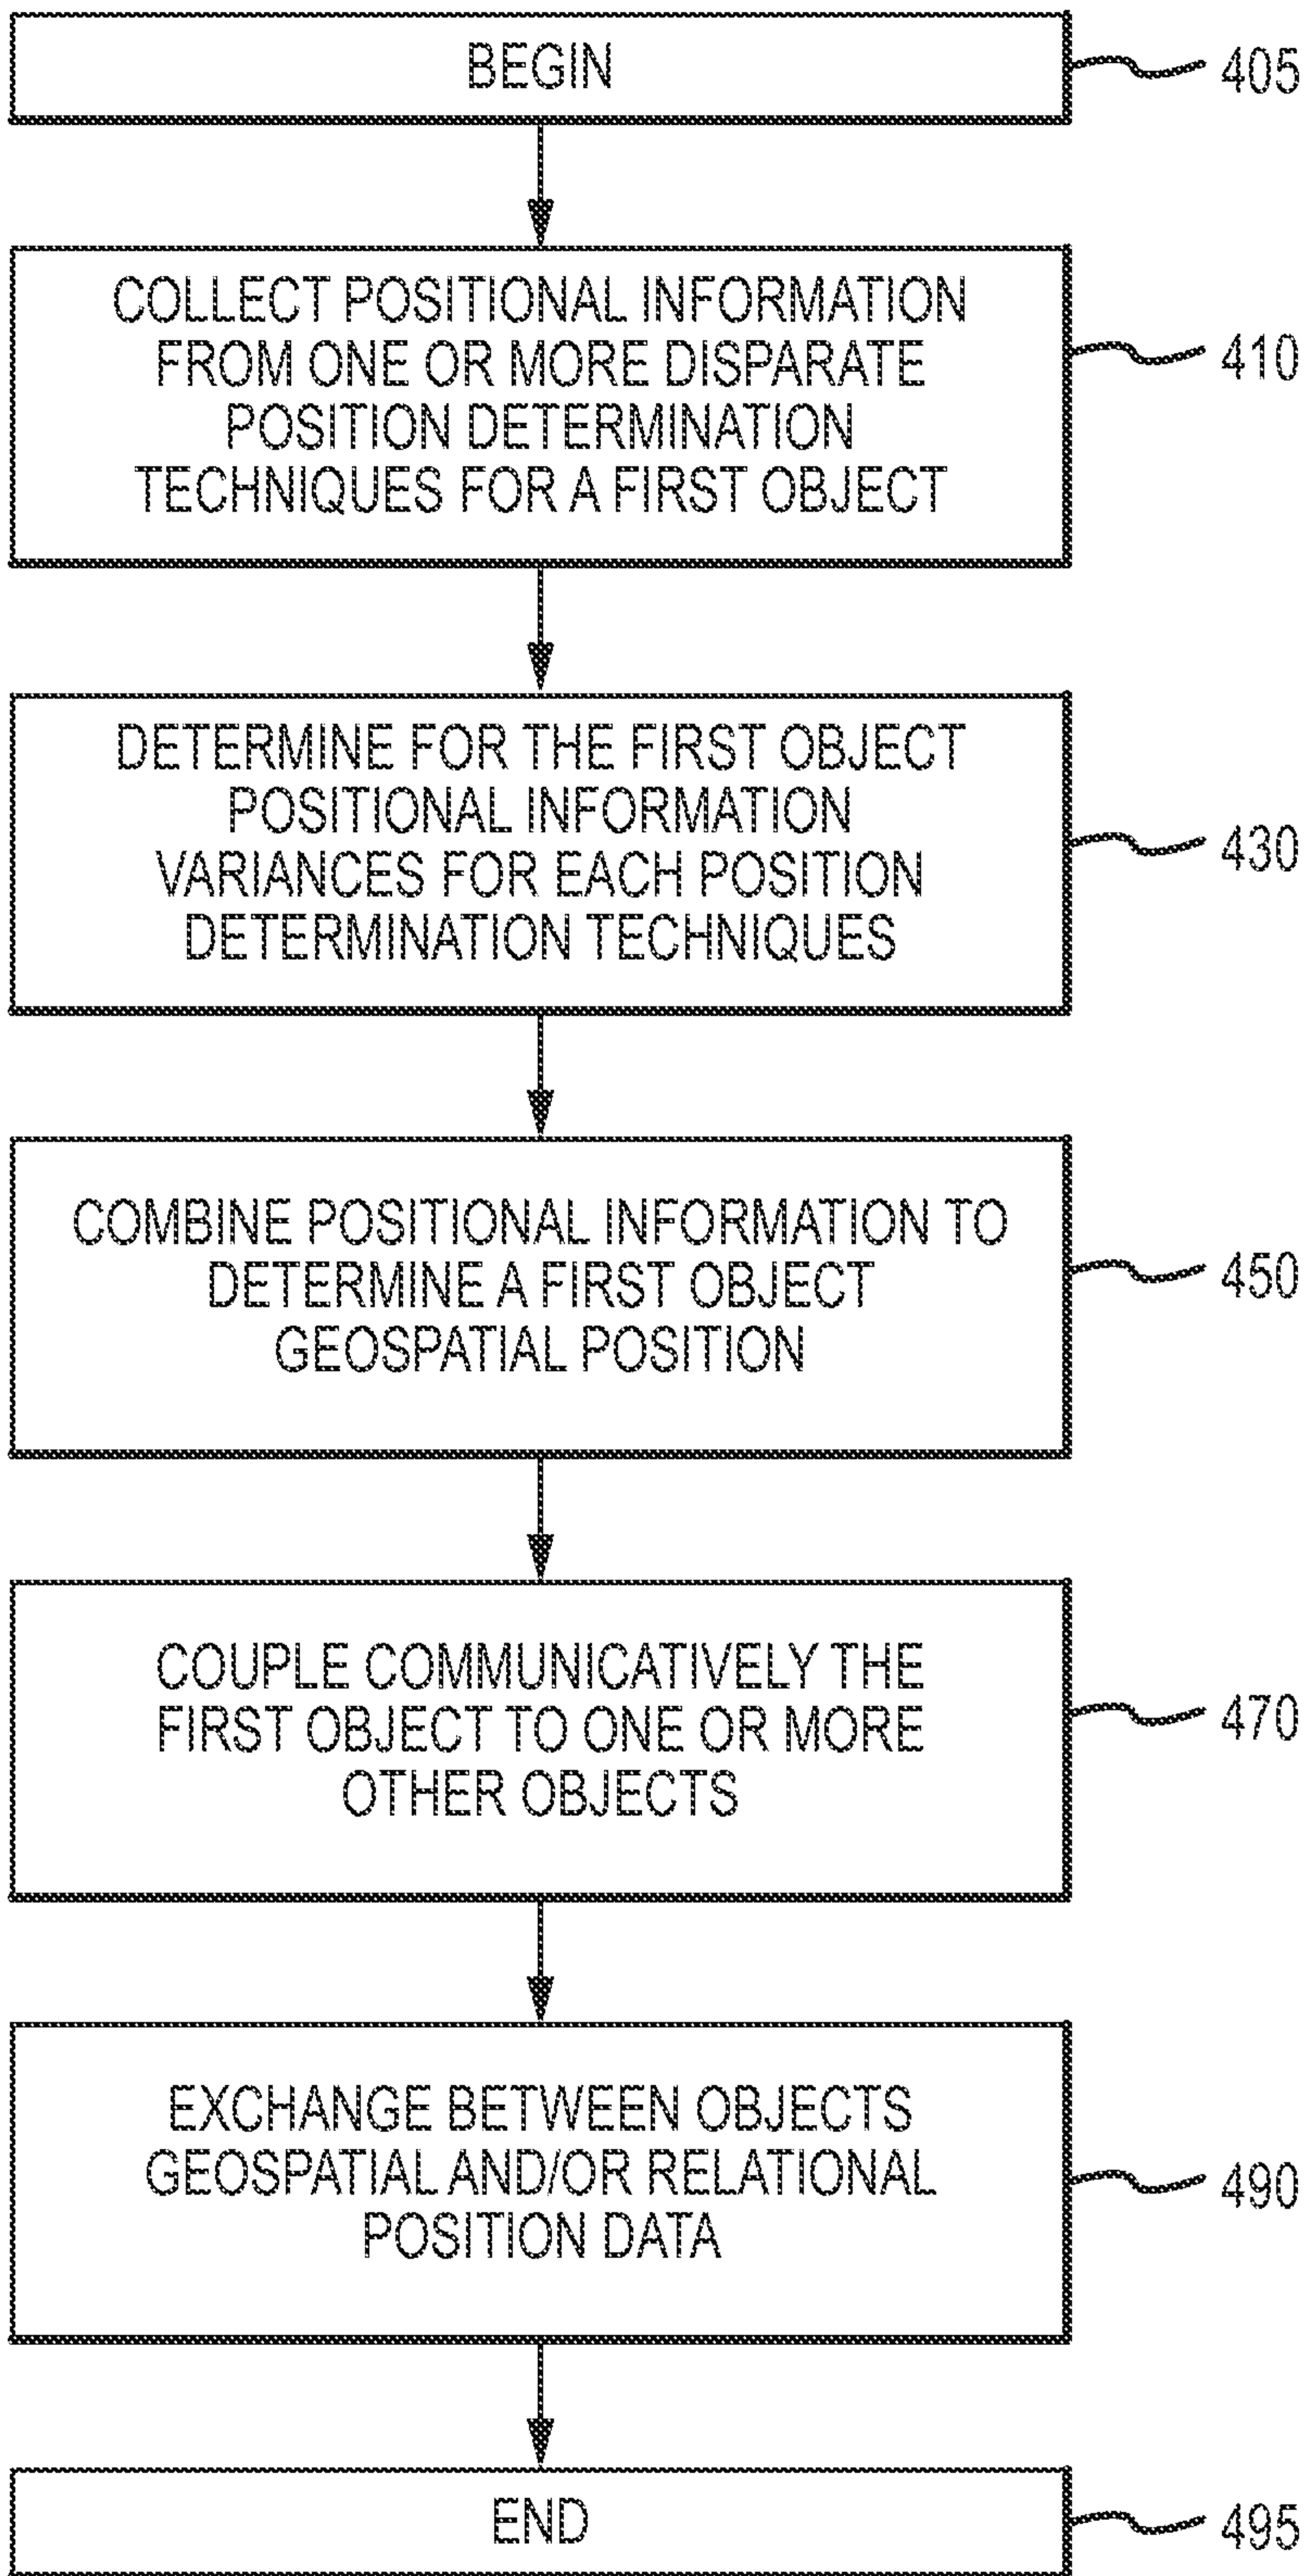 BEGIN
405
COLLECT POSITIONAL INFORMATION
FROM ONE OR MORE DISPARATE
POSITION DETERMINATION
TECHNIQUES FOR A FIRST OBJECT
410
DETERMINE FOR THE FIRST OBJECT
POSITIONAL INFORMATION
VARIANCES FOR EACH POSITION
DETERMINATION TECHNIQUES
430
COMBINE POSITIONAL INFORMATION TO
DETERMINE A FIRST OBJECT
GEOSPATIAL POSITION
450
COUPLE COMMUNICATIVELY THE
FIRST OBJECT TO ONE OR MORE
OTHER OBJECTS
470
EXCHANGE BETWEEN OBJECTS
GEOSPATIAL AND/OR RELATIONAL
POSITION DATA
490
END
495